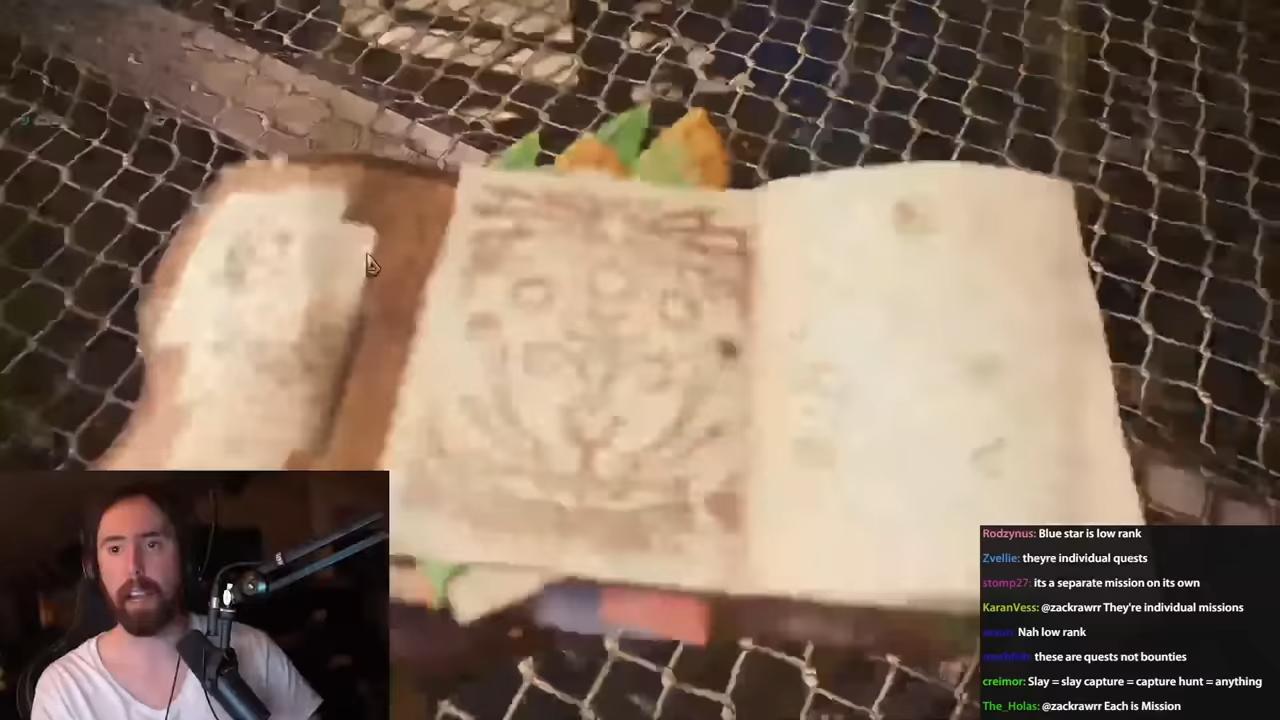 Rodzynus: Blue star is low rank
Zvellie: theyre individual quests
stomp27: its a separate mission on its own
KaranVess: @zackrawrr They're individual missions
Nah low rank
these are quests not bounties
creimor: Slay = slay capture = capture hunt = anything
The_Holas: @zackrawrr Each is Mission